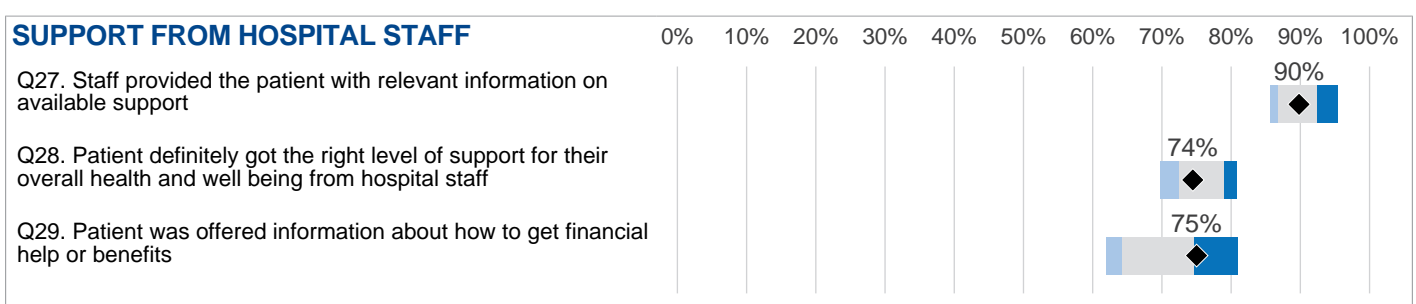 SUPPORT FROM HOSPITAL STAFF 0% 10% 20% 30% 40% 50% 60% 70% 80% 90% 100%
Q27. Staff provided the patient with relevant information on
available support
90%
Q28. Patient definitely got the right level of support for their
overall health and well being from hospital staff
74%
Q29. Patient was offered information about how to get financial
help or benefits
75%